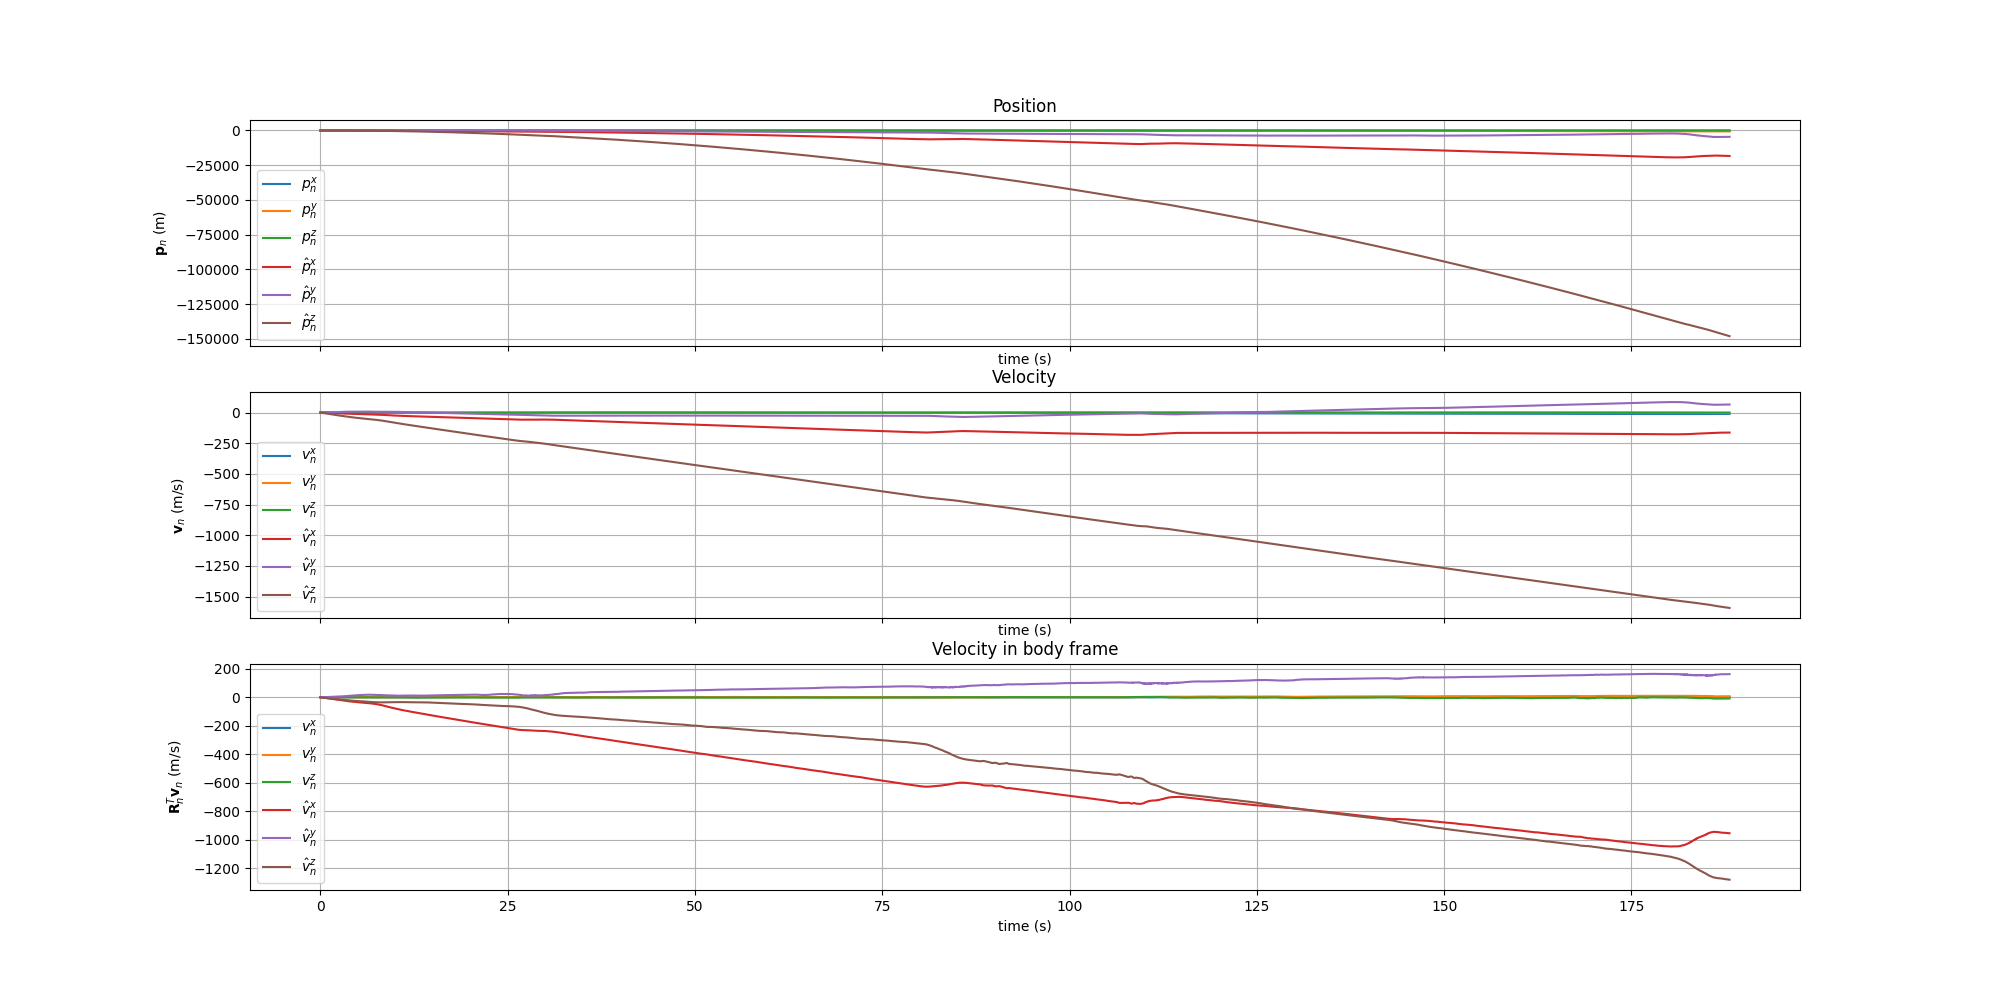 Position
0
−25000
−50000
−75000
−100000
−125000
−150000
𝐩ₙ (m)
pₙˣ
pₙʸ
pₙᶻ
p̂ₙˣ
p̂ₙʸ
p̂ₙᶻ
time (s)
Velocity
0
−250
−500
−750
−1000
−1250
−1500
𝐯ₙ (m/s)
vₙˣ
vₙʸ
vₙᶻ
v̂ₙˣ
v̂ₙʸ
v̂ₙᶻ
time (s)
Velocity in body frame
200
0
−200
−400
−600
−800
−1000
−1200
𝐑ₙᵀ𝐯ₙ (m/s)
vₙˣ
vₙʸ
vₙᶻ
v̂ₙˣ
v̂ₙʸ
v̂ₙᶻ
0 25 50 75 100 125 150 175
time (s)